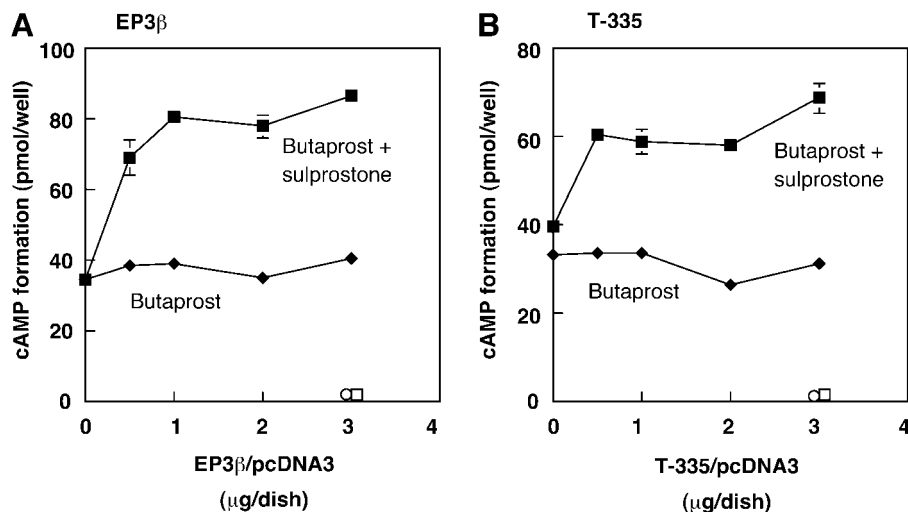 A EP3β
100
80
60
40
20
0
cAMP formation (pmol/well)
Butaprost +
sulprostone
Butaprost
0 1 2 3 4
EP3β/pcDNA3
(μg/dish)
B T-335
80
60
40
20
0
cAMP formation (pmol/well)
Butaprost +
sulprostone
Butaprost
0 1 2 3 4
T-335/pcDNA3
(μg/dish)